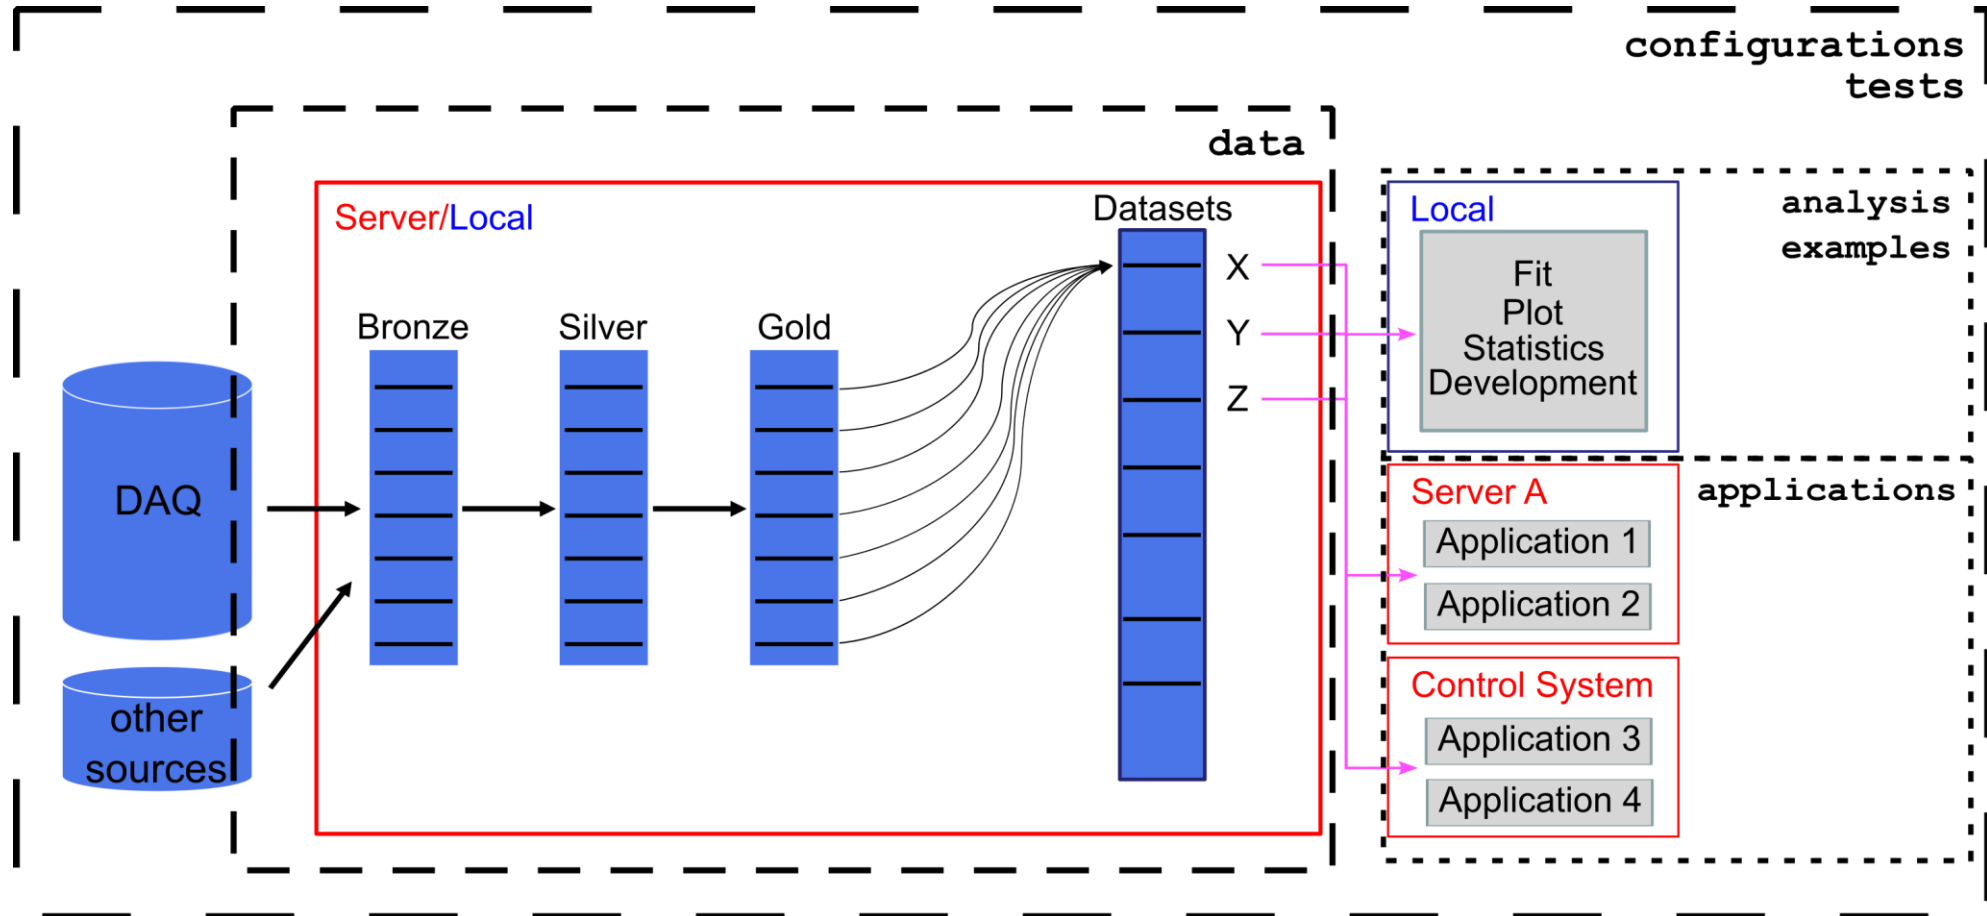 configurations
tests
data
Server/Local
Datasets
Bronze
Silver
Gold
X
Y
Z
DAQ
other
sources
analysis
examples
Local
Fit
Plot
Statistics
Development
applications
Server A
Application 1
Application 2
Control System
Application 3
Application 4